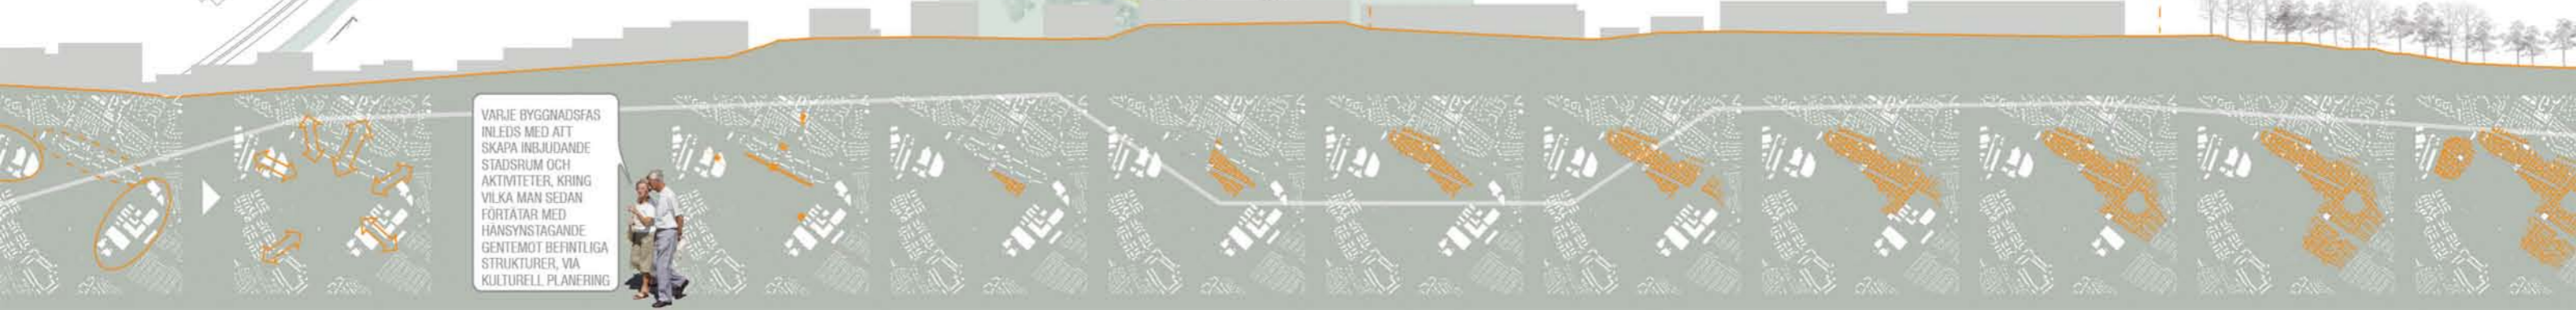 VARJE BYGGNADSFAS
INLEDS MED ATT
SKAPA INBJUDANDE
STADSRUM OCH
AKTIVITETER, KRING
VILKA MAN SEDAN
FÖRTÄTAR MED
HÄNSYNSTAGANDE
GENTEMOT BEFINTLIGA
STRUKTURER, VIA
KULTURELL PLANERING